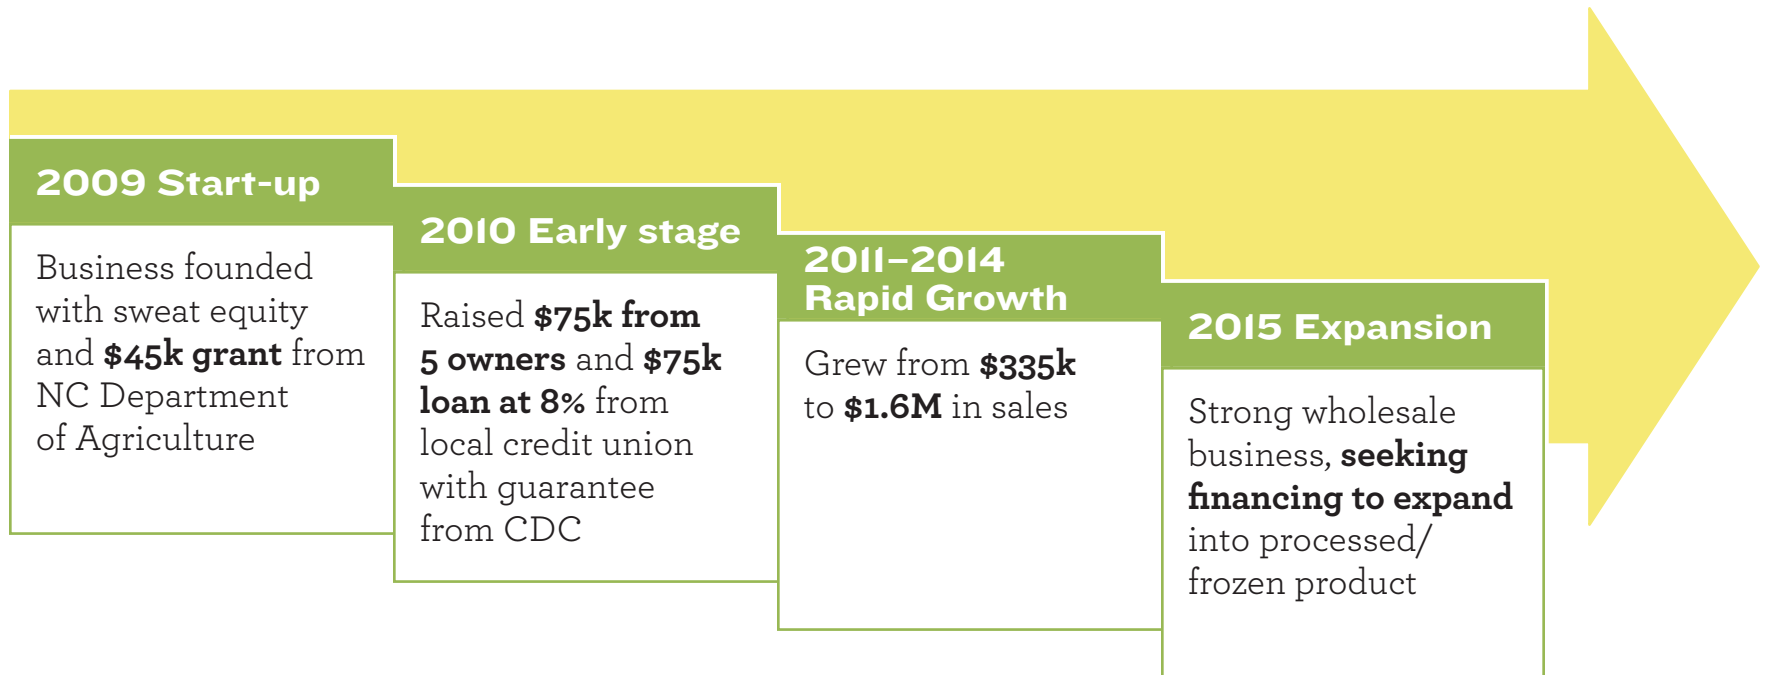 2009 Start-up
Business founded
with sweat equity
and $45k grant from
NC Department
of Agriculture
2010 Early stage
Raised $75k from
5 owners and $75k
loan at 8% from
local credit union
with guarantee
from CDC
2011–2014
Rapid Growth
Grew from $335k
to $1.6M in sales
2015 Expansion
Strong wholesale
business, seeking
financing to expand
into processed/
frozen product